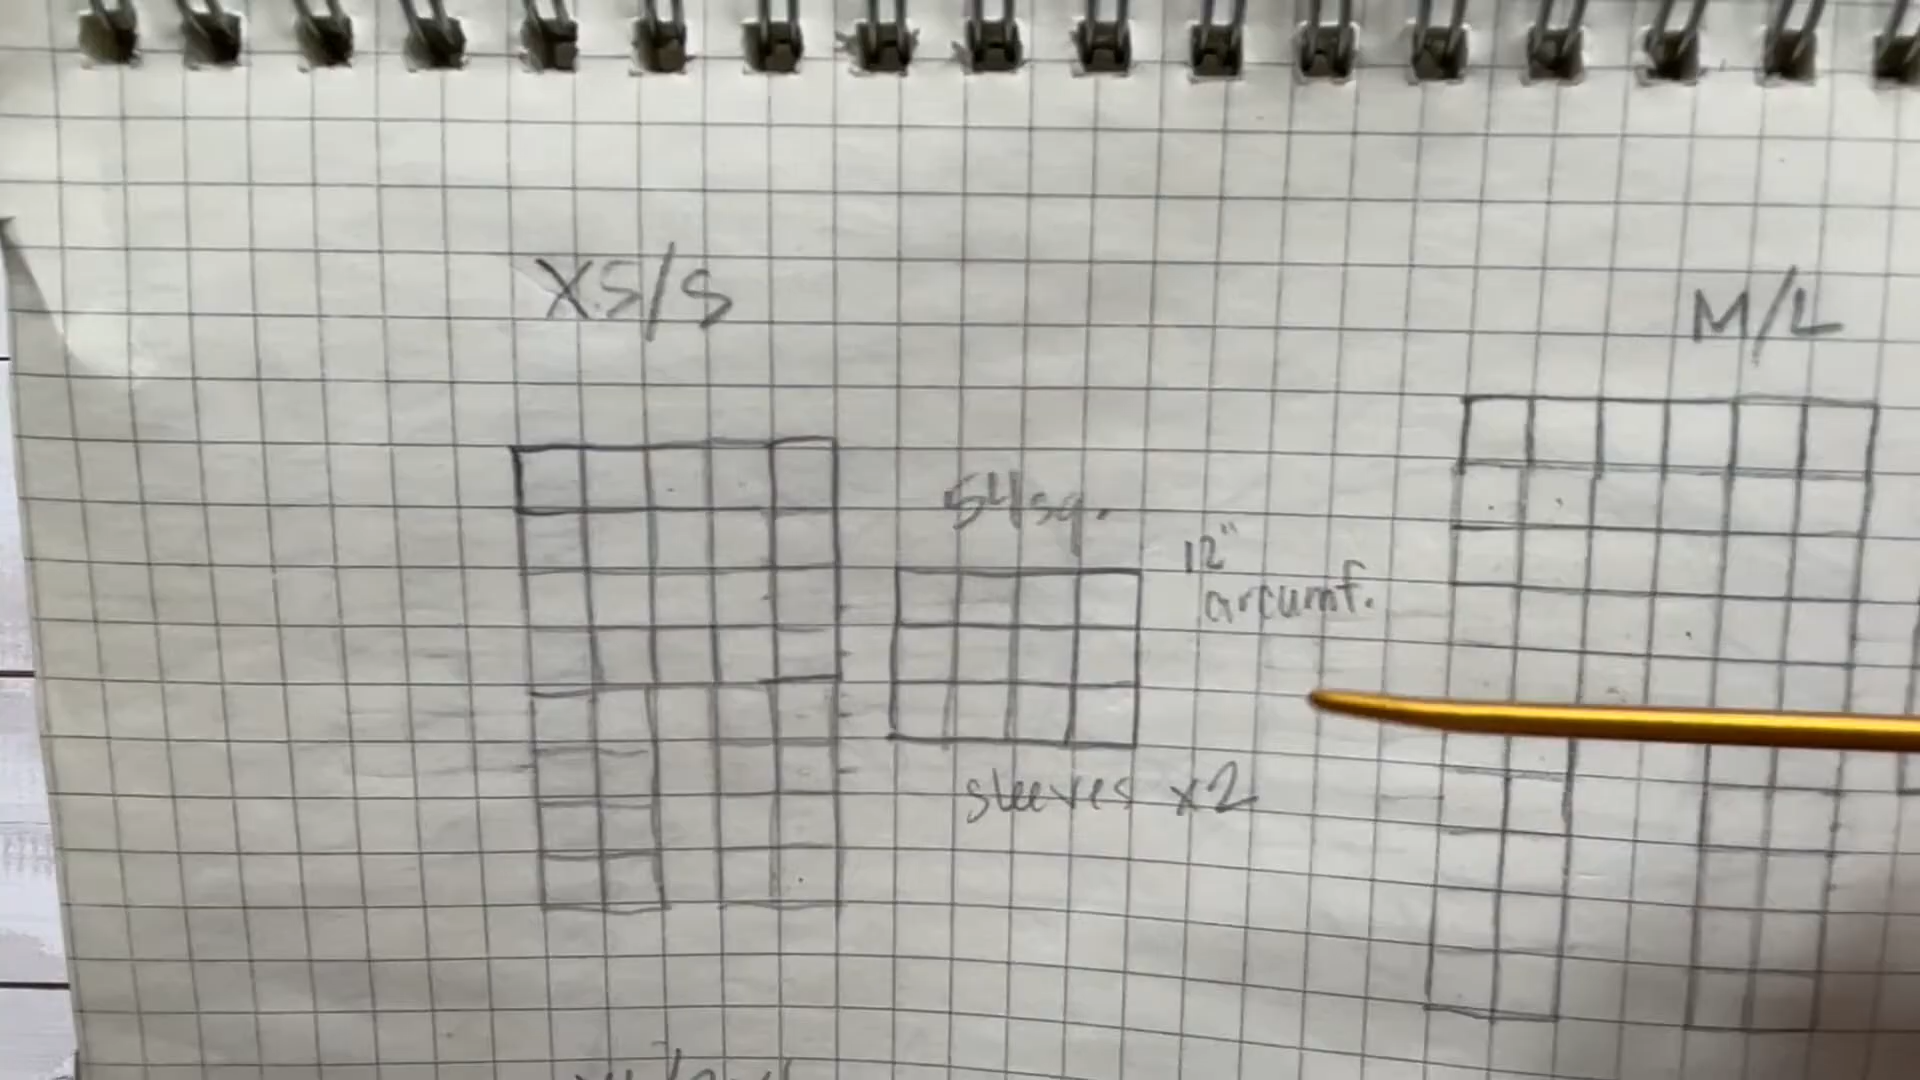 XS/S
M/L
54sq.
12"
circumf.
sleeves x2